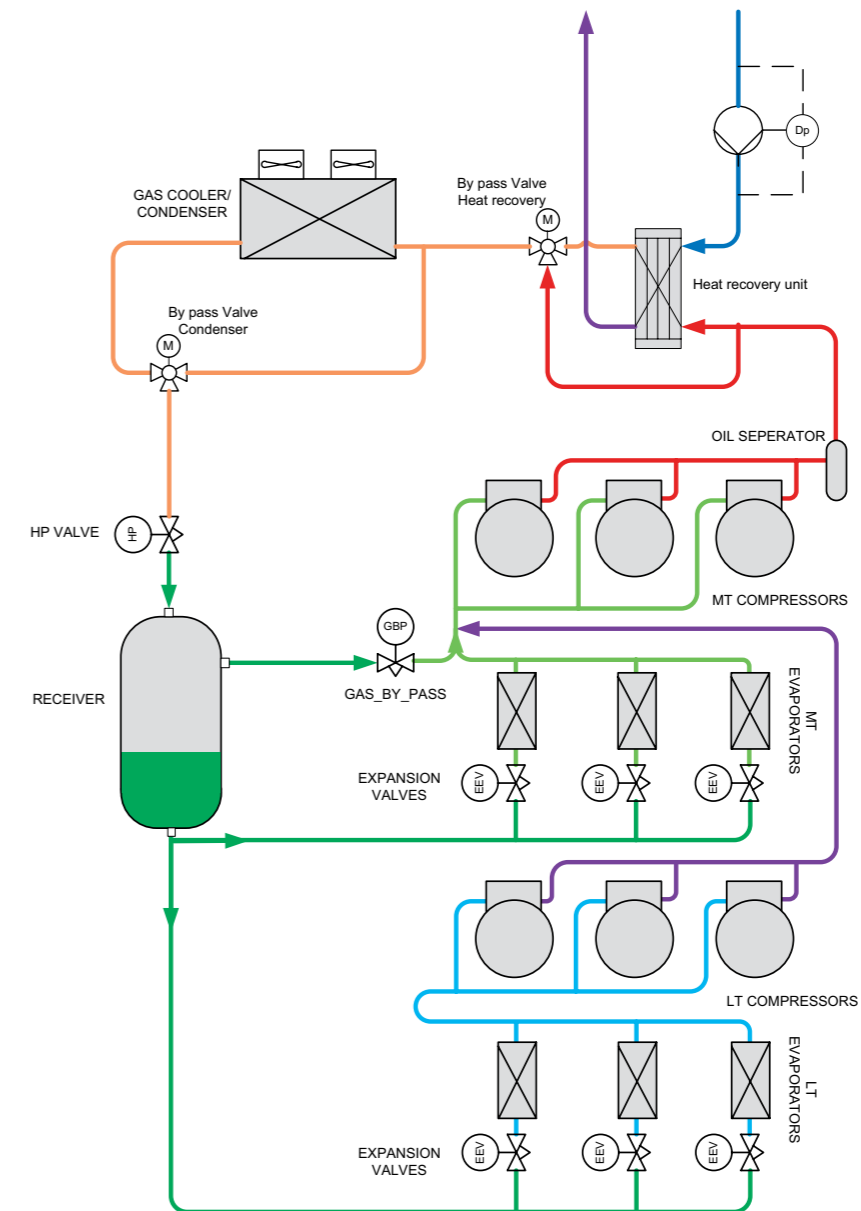 Dp
GAS COOLER/
CONDENSER
By pass Valve
Heat recovery
M
Heat recovery unit
By pass Valve
Condenser
M
OIL SEPERATOR
HP VALVE
HP
MT COMPRESSORS
GBP
GAS_BY_PASS
RECEIVER
MT
EVAPORATORS
EXPANSION
VALVES
EEV
EEV
EEV
LT COMPRESSORS
LT
EVAPORATORS
EXPANSION
VALVES
EEV
EEV
EEV